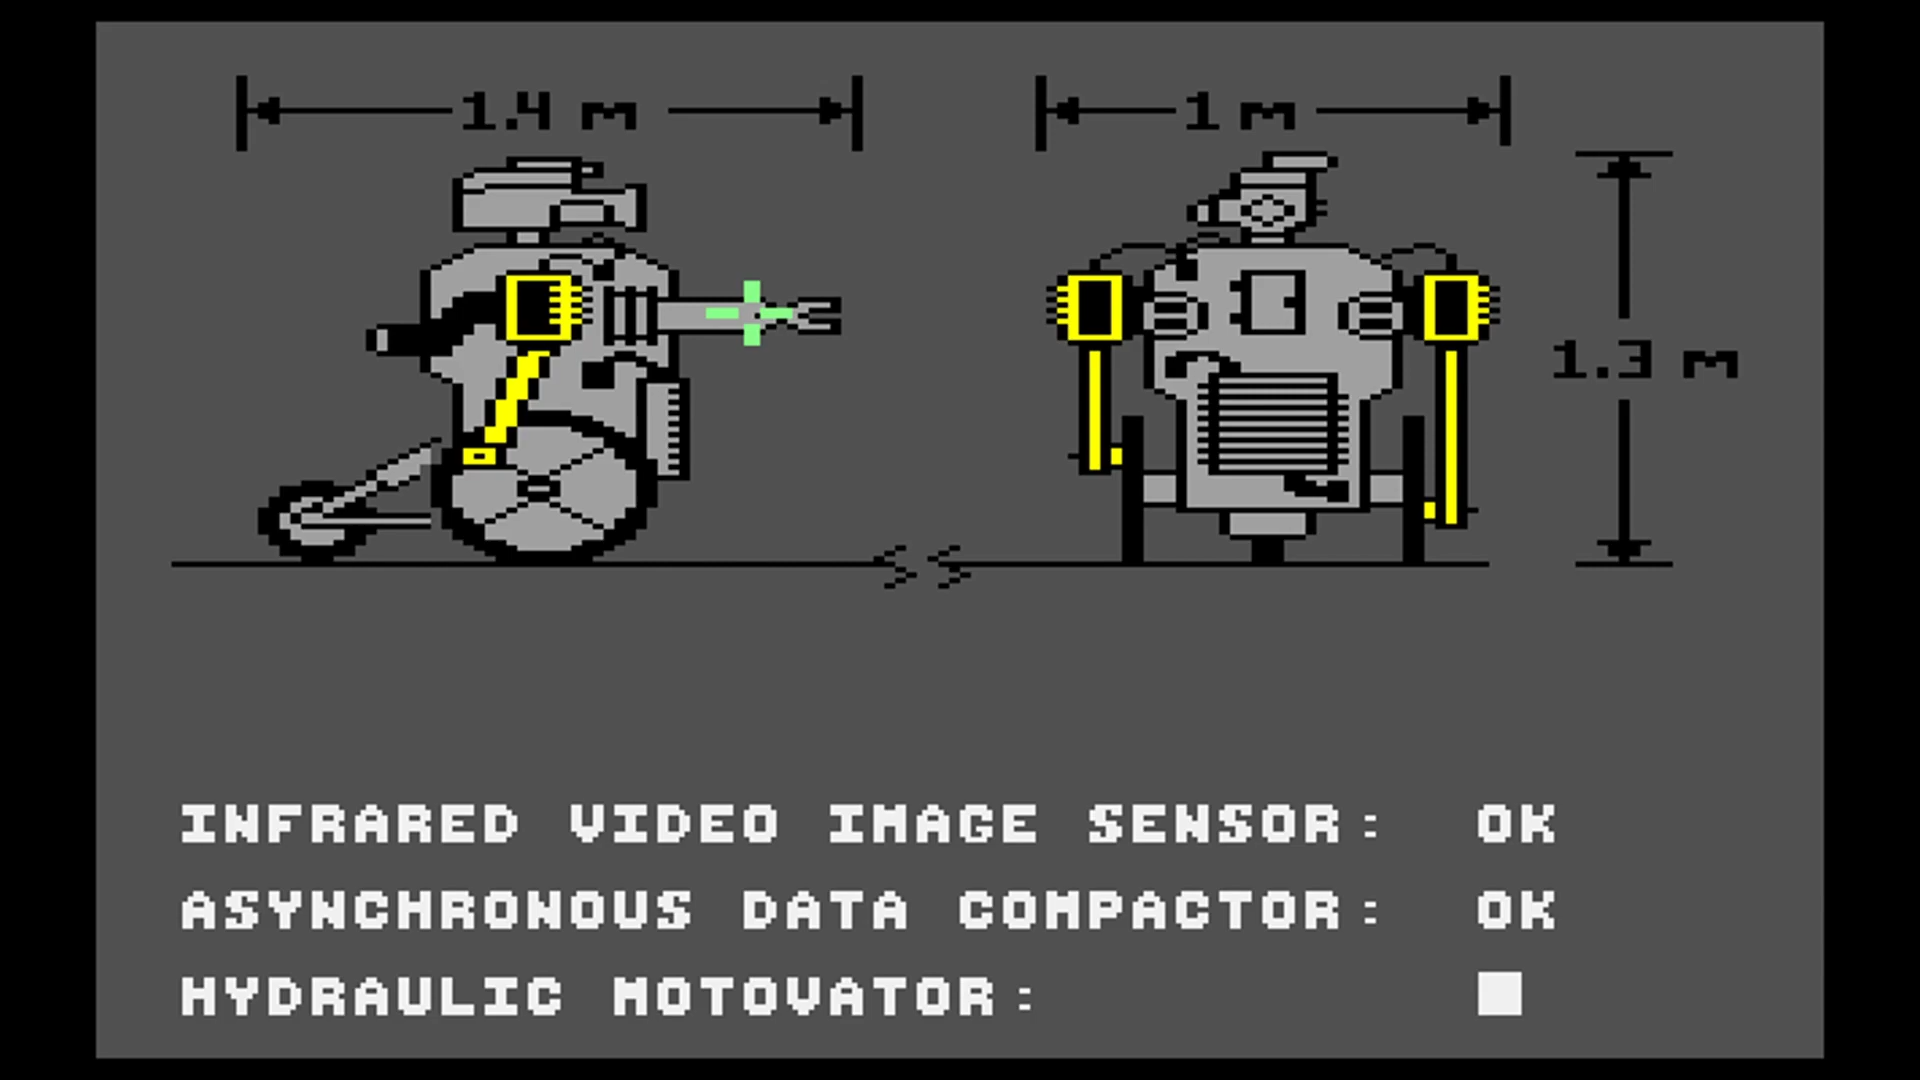 1.4 m
1 m
1.3 m
INFRARED VIDEO IMAGE SENSOR: OK
ASYNCHRONOUS DATA COMPACTOR: OK
HYDRAULIC MOTOVATOR: